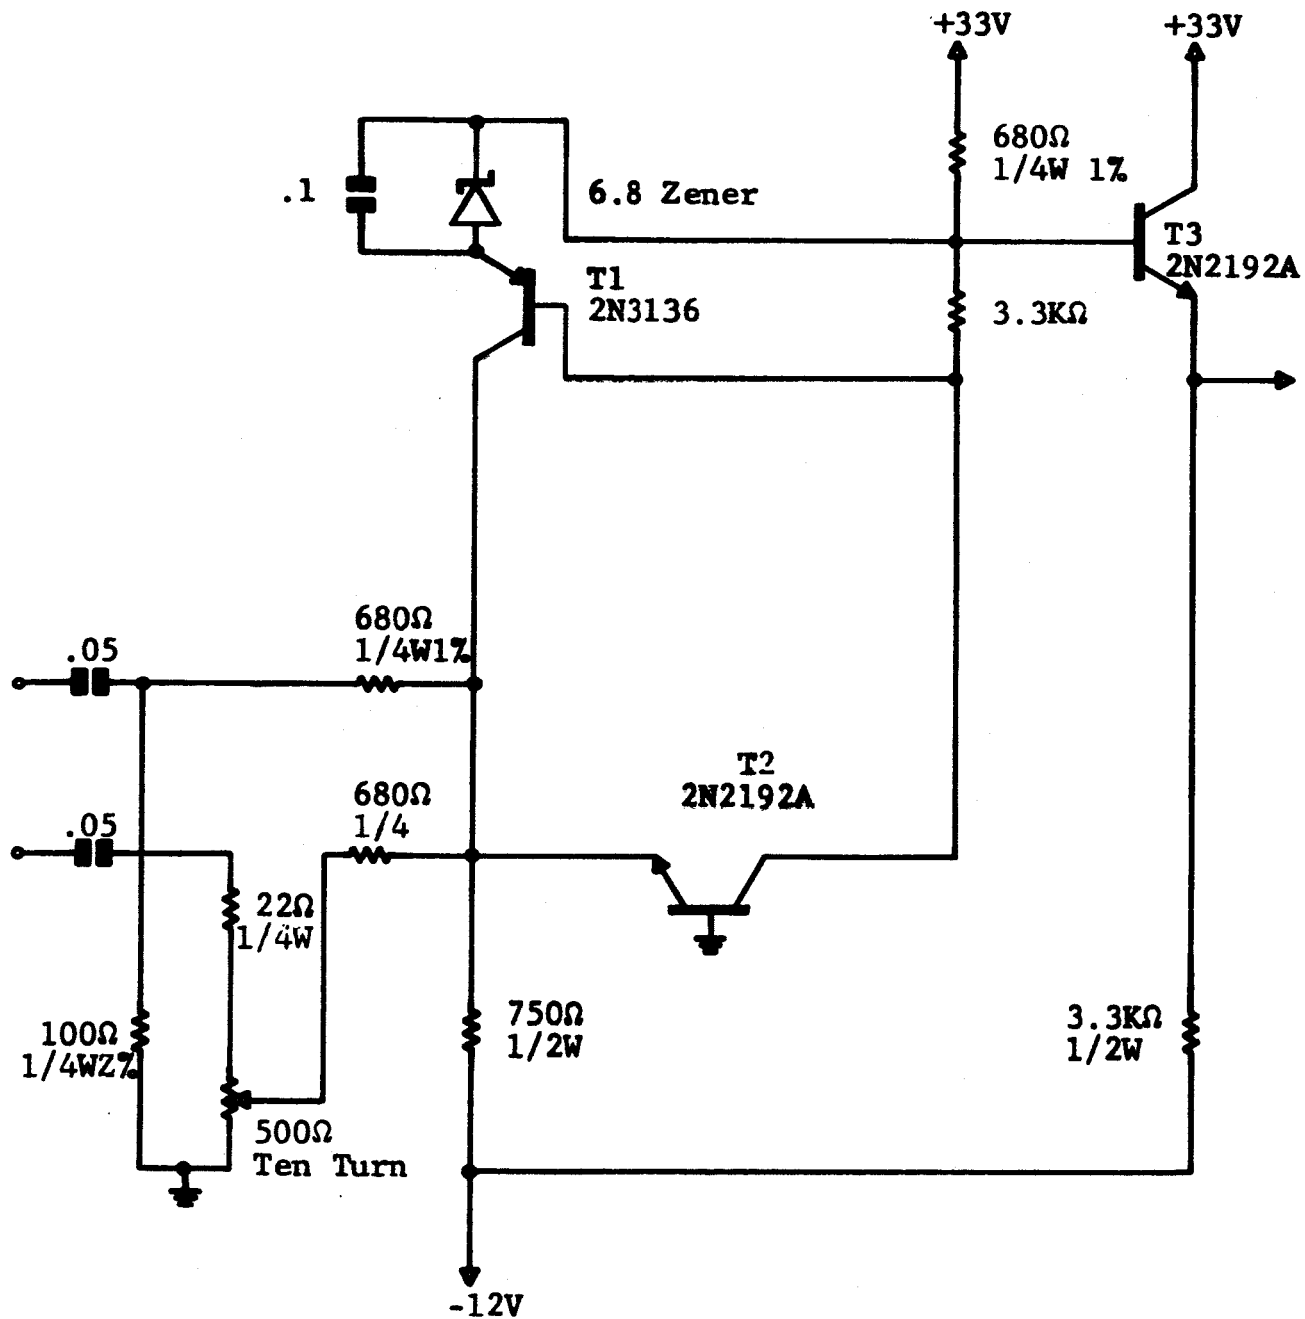 +33V
+33V
680Ω
1/4W 1%
.1
6.8 Zener
T3
2N2192A
T1
2N3136
3.3KΩ
680Ω
1/4W1%
.05
T2
2N2192A
680Ω
1/4
.05
22Ω
1/4W
750Ω
1/2W
3.3KΩ
1/2W
100Ω
1/4WZ%
500Ω
Ten Turn
-12V